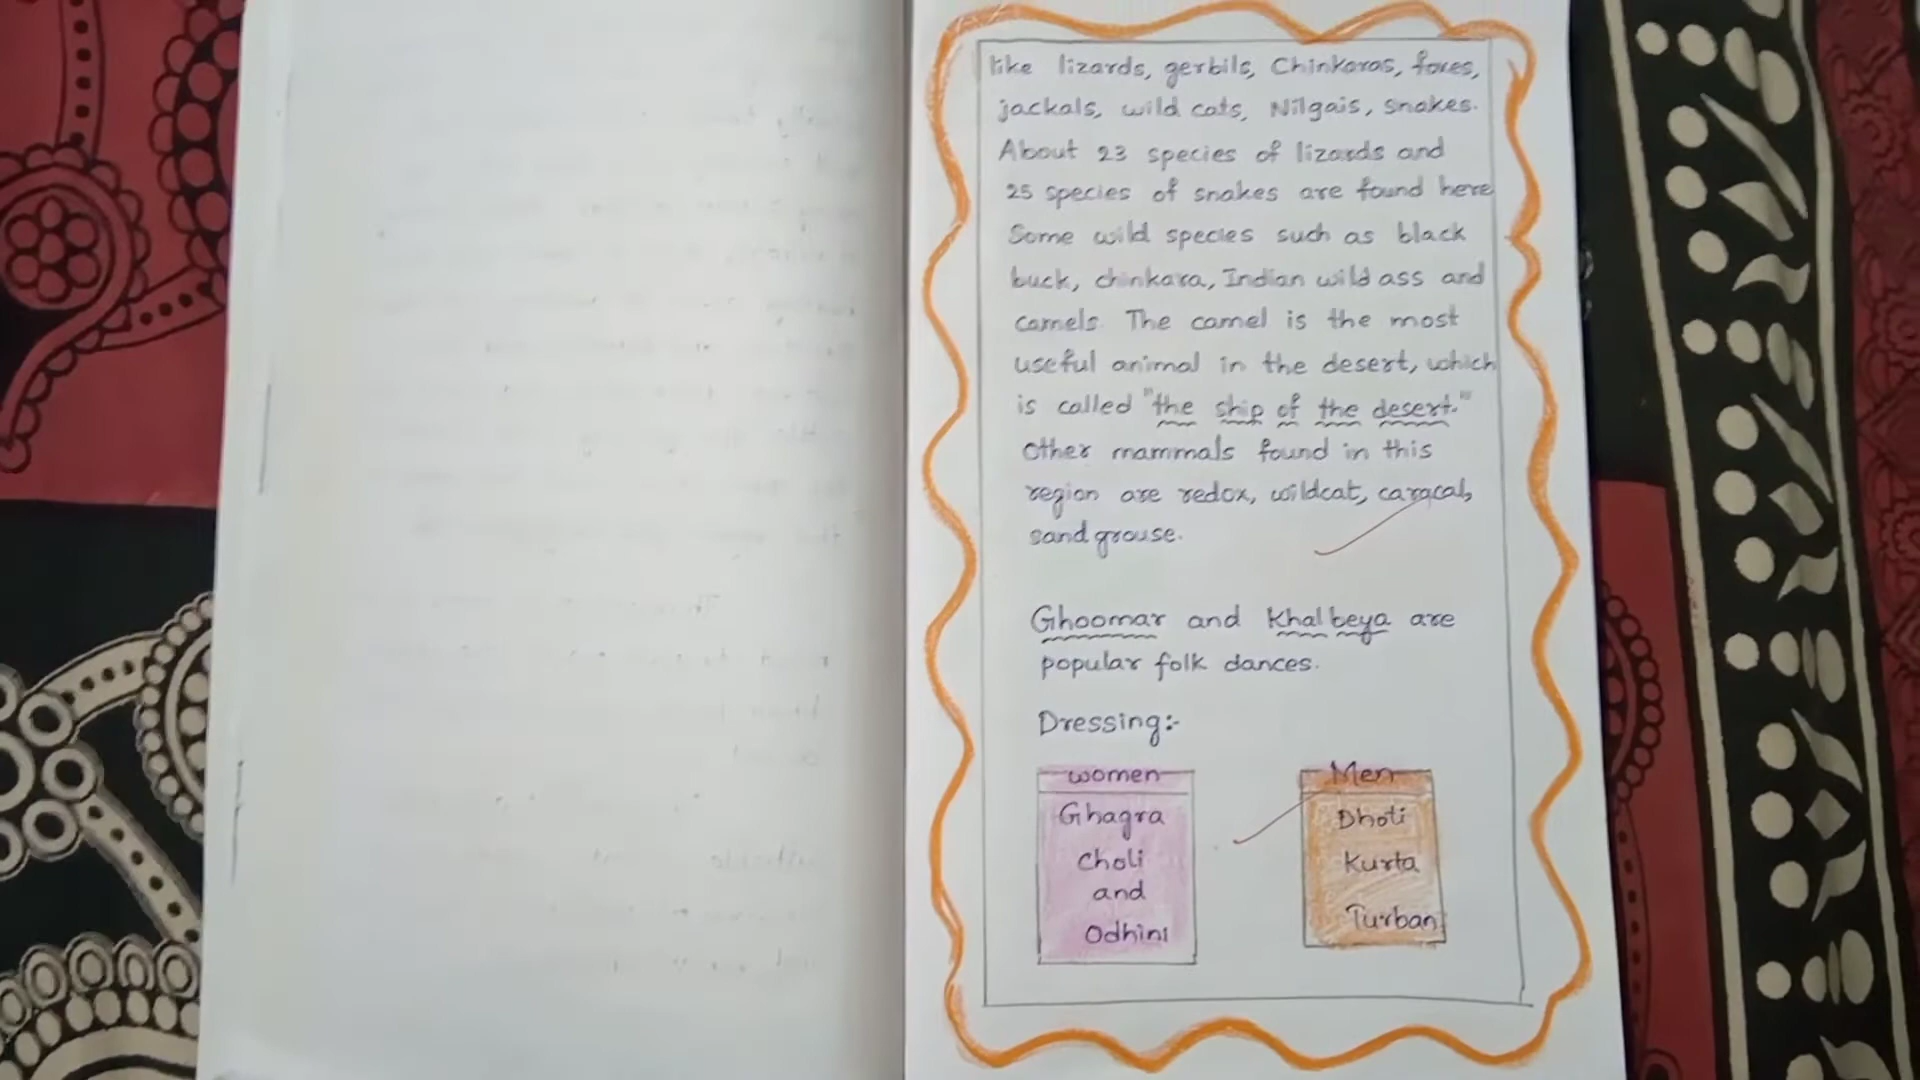 like lizards, gerbils, Chinkaras, foxes,
jackals, wild cats, Nilgais, snakes.
About 23 species of lizards and
25 species of snakes are found here
Some wild species such as black
buck, chinkara, Indian wild ass and
camels. The camel is the most
useful animal in the desert, which
is called "the ship of the desert."
Other mammals found in this
region are redox, wildcat, caracal,
sand grouse.
Ghoomar and Khalbeya are
popular folk dances.
Dressing:-
women
Ghagra
choli
and
Odhini
Men
Dhoti
Kurta
Turban